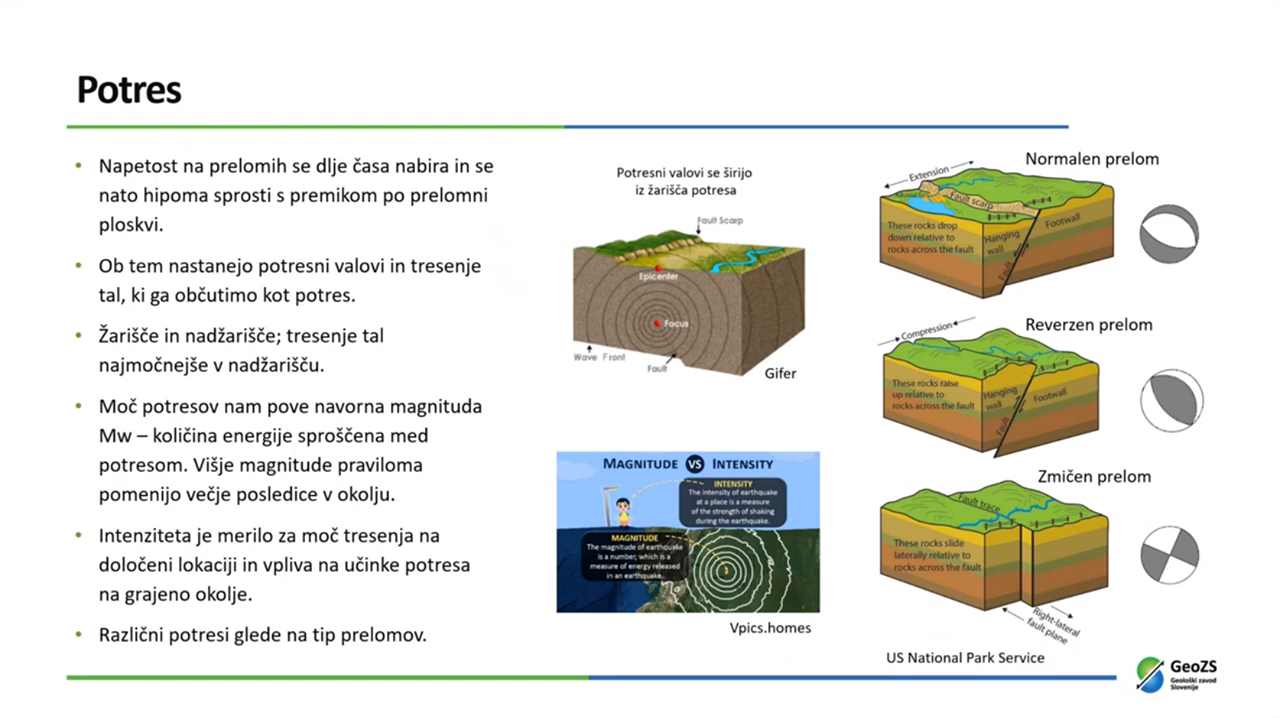 Potres
• Napetost na prelomih se dlje časa nabira in se
nato hipoma sprosti s premikom po prelomni
ploskvi.
• Ob tem nastanejo potresni valovi in tresenje
tal, ki ga občutimo kot potres.
• Žarišče in nadžarišče; tresenje tal
najmočnejše v nadžarišču.
• Moč potresov nam pove navorna magnituda
Mw – količina energije sproščena med
potresom. Višje magnitude praviloma
pomenijo večje posledice v okolju.
• Intenziteta je merilo za moč tresenja na
določeni lokaciji in vpliva na učinke potresa
na grajeno okolje.
• Različni potresi glede na tip prelomov.
Potresni valovi se širijo
iz žarišča potresa
Fault Scarp
Epicenter
Focus
Wave Front
Fault
Gifer
MAGNITUDE VS INTENSITY
INTENSITY
The intensity of earthquake
at a place is a measure
of the strength of shaking
during the earthquake.
MAGNITUDE
The magnitude of earthquake
is a number, which is a
measure of energy released
in an earthquake.
Vpics.homes
Normalen prelom
Extension
Fault scarp
These rocks drop
down relative to
rocks across the fault
Hanging
wall
Footwall
Fault
Reverzen prelom
Compression
These rocks raise
up relative to
rocks across the fault
Hanging
wall
Footwall
Fault
Zmičen prelom
Fault trace
These rocks slide
laterally relative to
rocks across the fault
Right-lateral
fault plane
US National Park Service
GeoZS
Geološki zavod
Slovenije